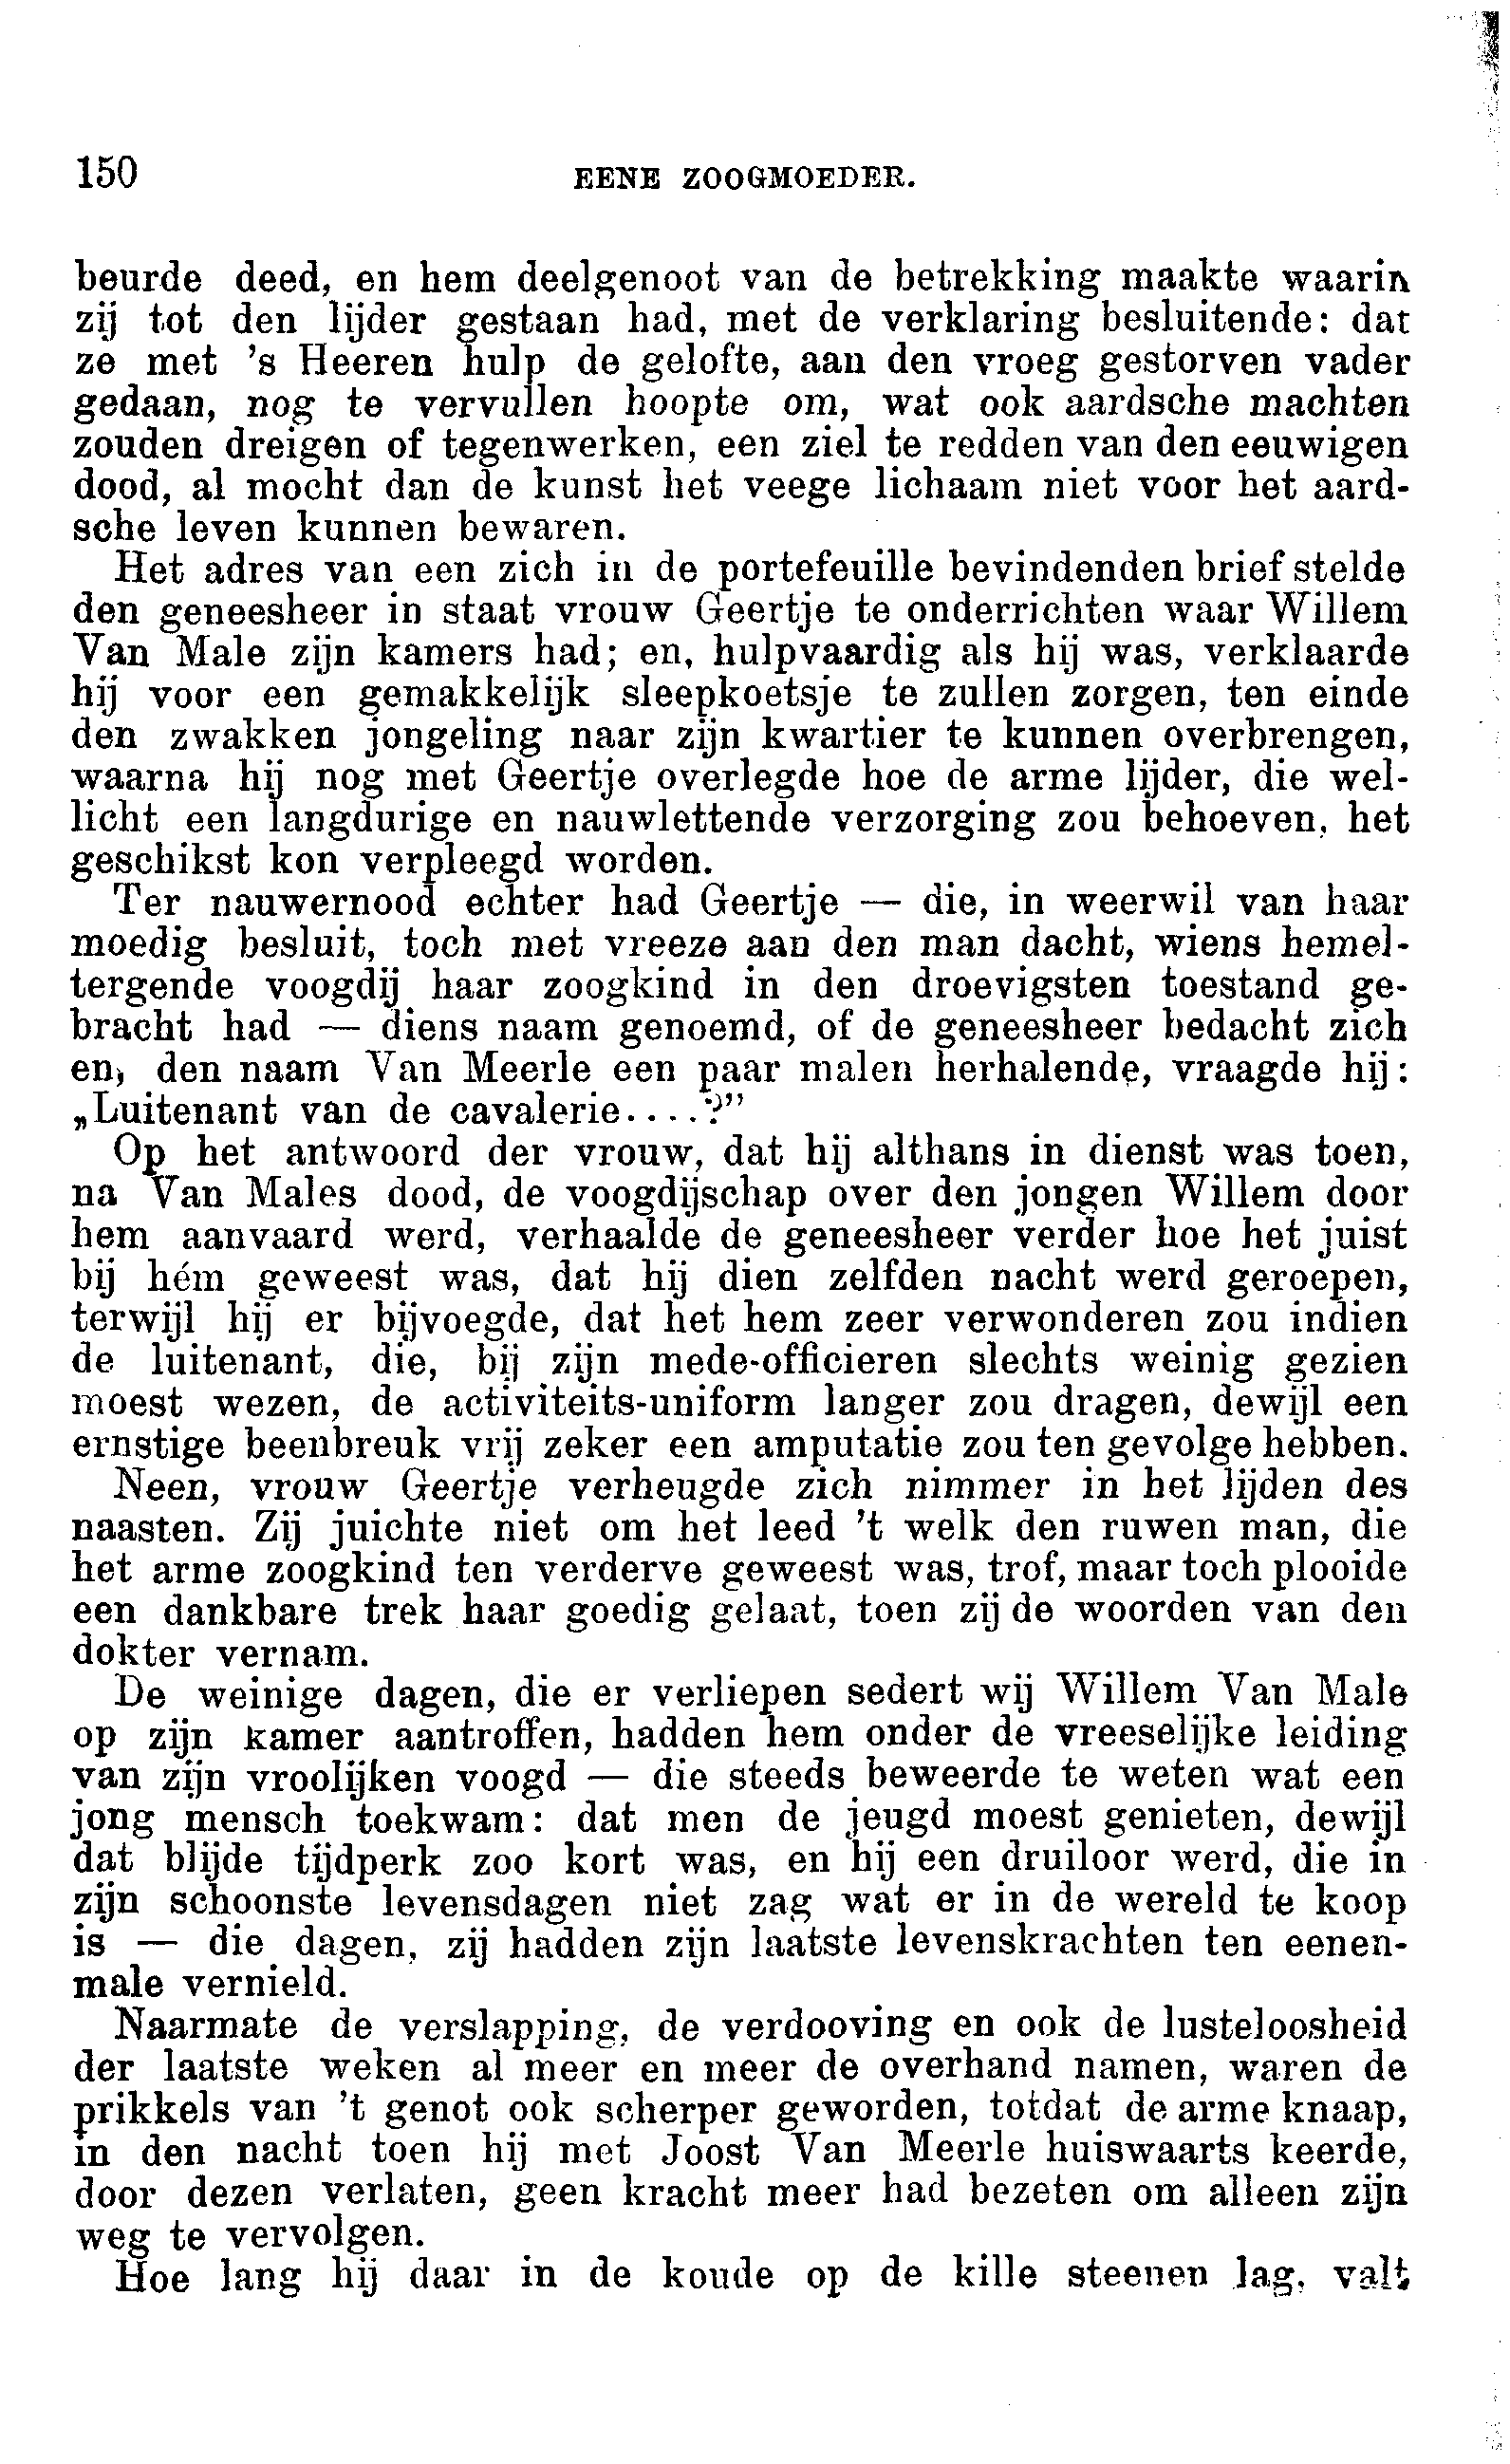 150
EENE ZOOGMOEDER.
beurde deed, en hem deelgenoot van de betrekking maakte waarin
zij tot den lijder gestaan had, met de verklaring besluitende: dat
ze met 's Heeren hulp de gelofte, aan den vroeg gestorven vader
gedaan, nog te vervullen hoopte om, wat ook aardsche machten
zouden dreigen of tegenwerken, een ziel te redden van den eeuwigen
dood, al mocht dan de kunst het veege lichaam niet voor het aard-
sche leven kunnen bewaren.
Het adres van een zich in de portefeuille bevindenden brief stelde
den geneesheer in staat vrouw Geertje te onderrichten waar Willem
Van Male zijn kamers had; en, hulpvaardig als hij was, verklaarde
hij voor een gemakkelijk sleepkoetsje te zullen zorgen, ten einde
den zwakken jongeling naar zijn kwartier te kunnen overbrengen,
waarna hij nog met Geertje overlegde hoe de arme lijder, die wel-
licht een langdurige en nauwlettende verzorging zou behoeven, het
geschikst kon verpleegd worden.
Ter nauwernood echter had Geertje — die, in weerwil van haar
moedig besluit, toch met vreeze aan den man dacht, wiens hemel-
tergende voogdij haar zoogkind in den droevigsten toestand ge-
bracht had — diens naam genoemd, of de geneesheer bedacht zich
en, den naam Van Meerle een paar malen herhalende, vraagde hij:
„Luitenant van de cavalerie....?”
Op het antwoord der vrouw, dat hij althans in dienst was toen,
na Van Males dood, de voogdijschap over den jongen Willem door
hem aanvaard werd, verhaalde de geneesheer verder hoe het juist
bij hém geweest was, dat hij dien zelfden nacht werd geroepen,
terwijl hij er bijvoegde, dat het hem zeer verwonderen zou indien
de luitenant, die, bij zijn mede-officieren slechts weinig gezien
moest wezen, de activiteits-uniform langer zou dragen, dewijl een
ernstige beenbreuk vrij zeker een amputatie zou ten gevolge hebben.
Neen, vrouw Geertje verheugde zich nimmer in het lijden des
naasten. Zij juichte niet om het leed 't welk den ruwen man, die
het arme zoogkind ten verderve geweest was, trof, maar toch plooide
een dankbare trek haar goedig gelaat, toen zij de woorden van den
dokter vernam.
De weinige dagen, die er verliepen sedert wij Willem Van Male
op zijn kamer aantroffen, hadden hem onder de vreeselijke leiding
van zijn vroolijken voogd — die steeds beweerde te weten wat een
jong mensch toekwam: dat men de jeugd moest genieten, dewijl
dat blijde tijdperk zoo kort was, en hij een druiloor werd, die in
zijn schoonste levensdagen niet zag wat er in de wereld te koop
is — die dagen, zij hadden zijn laatste levenskrachten ten eenen-
male vernield.
Naarmate de verslapping, de verdooving en ook de lusteloosheid
der laatste weken al meer en meer de overhand namen, waren de
prikkels van 't genot ook scherper geworden, totdat de arme knaap,
in den nacht toen hij met Joost Van Meerle huiswaarts keerde,
door dezen verlaten, geen kracht meer had bezeten om alleen zijn
weg te vervolgen.
Hoe lang hij daar in de koude op de kille steenen lag, valt